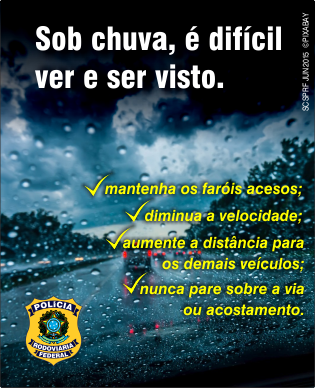 Sob chuva, é difícil
ver e ser visto.
SCS PRF JUN 2015 ©PIXABAY
mantenha os faróis acesos;
diminua a velocidade;
aumente a distância para
os demais veículos;
nunca pare sobre a via
ou acostamento.
POLÍCIA
RODOVIÁRIA
FEDERAL